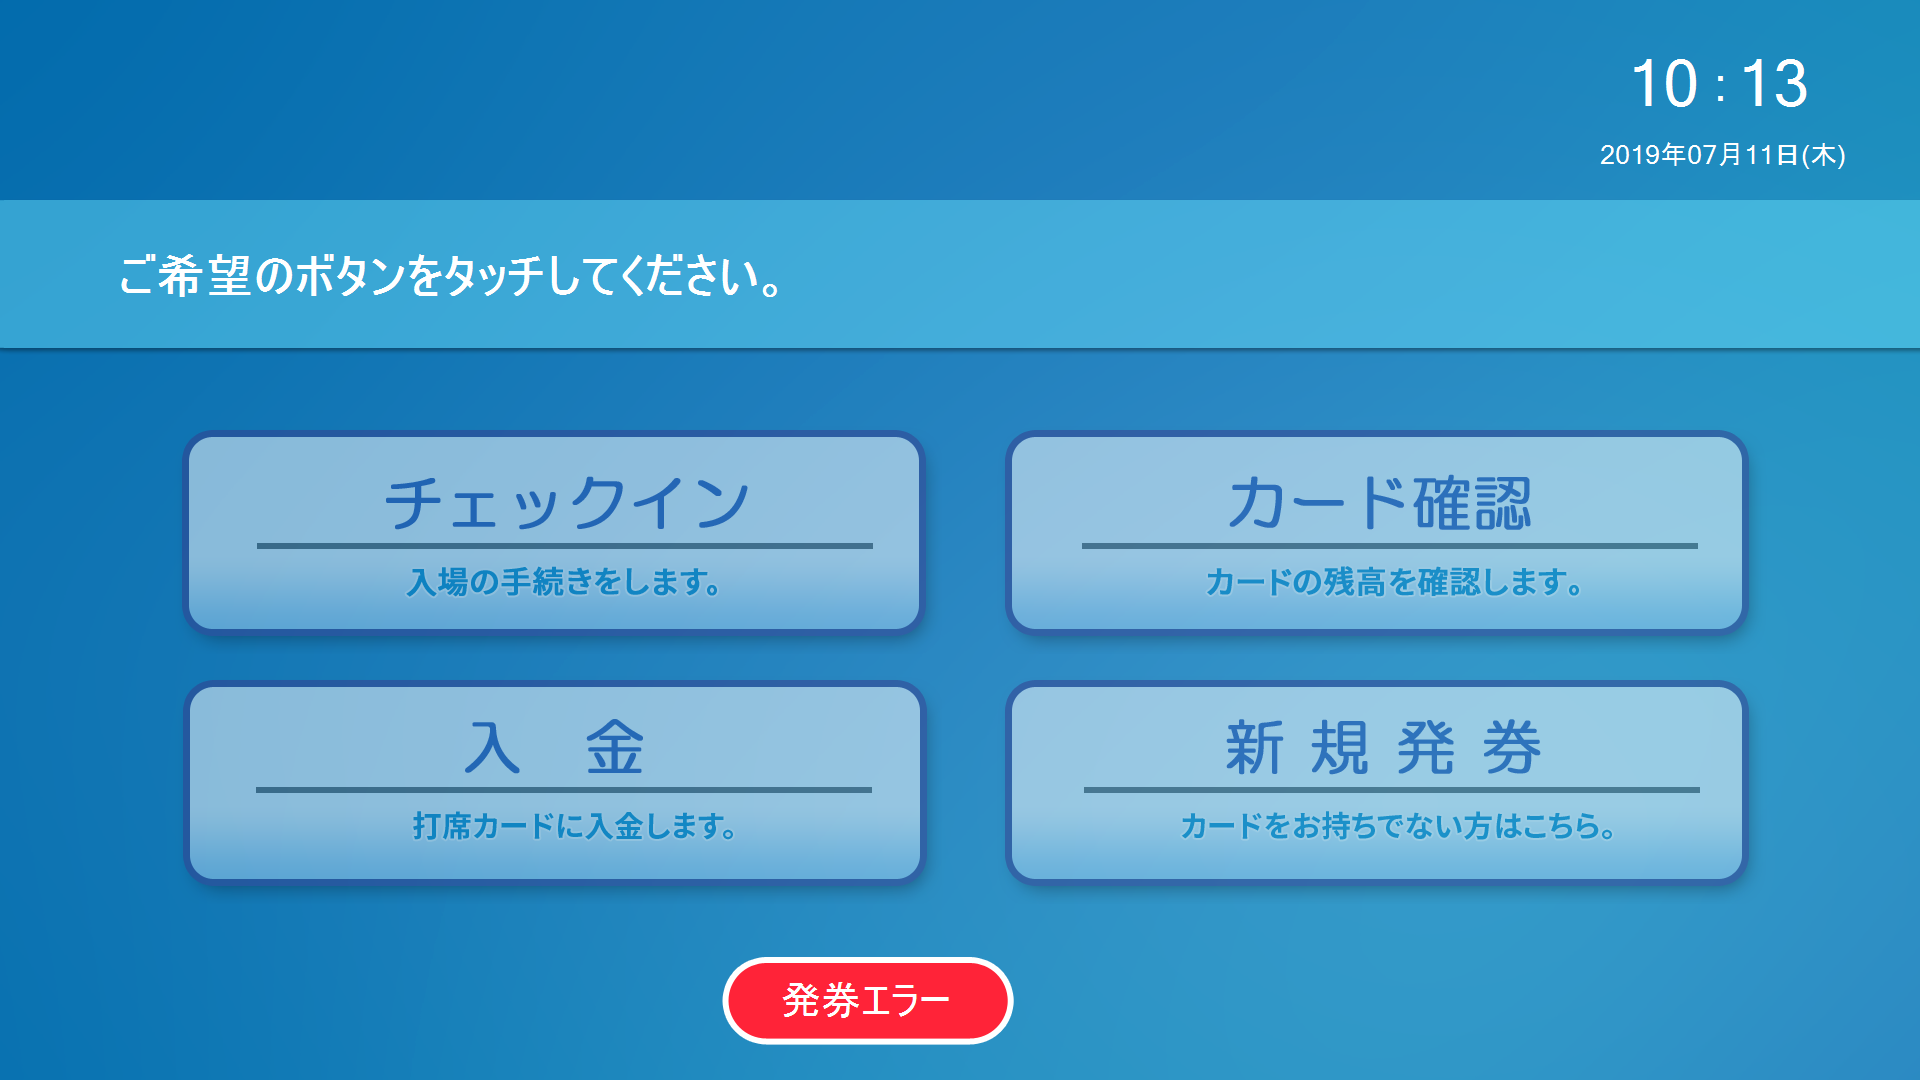 10:13
2019年07月11日(木)
ご希望のボタンをタッチしてください。
チェックイン
入場の手続きをします。
カード確認
カードの残高を確認します。
入　金
打席カードに入金します。
新 規 発 券
カードをお持ちでない方はこちら。
発券エラー